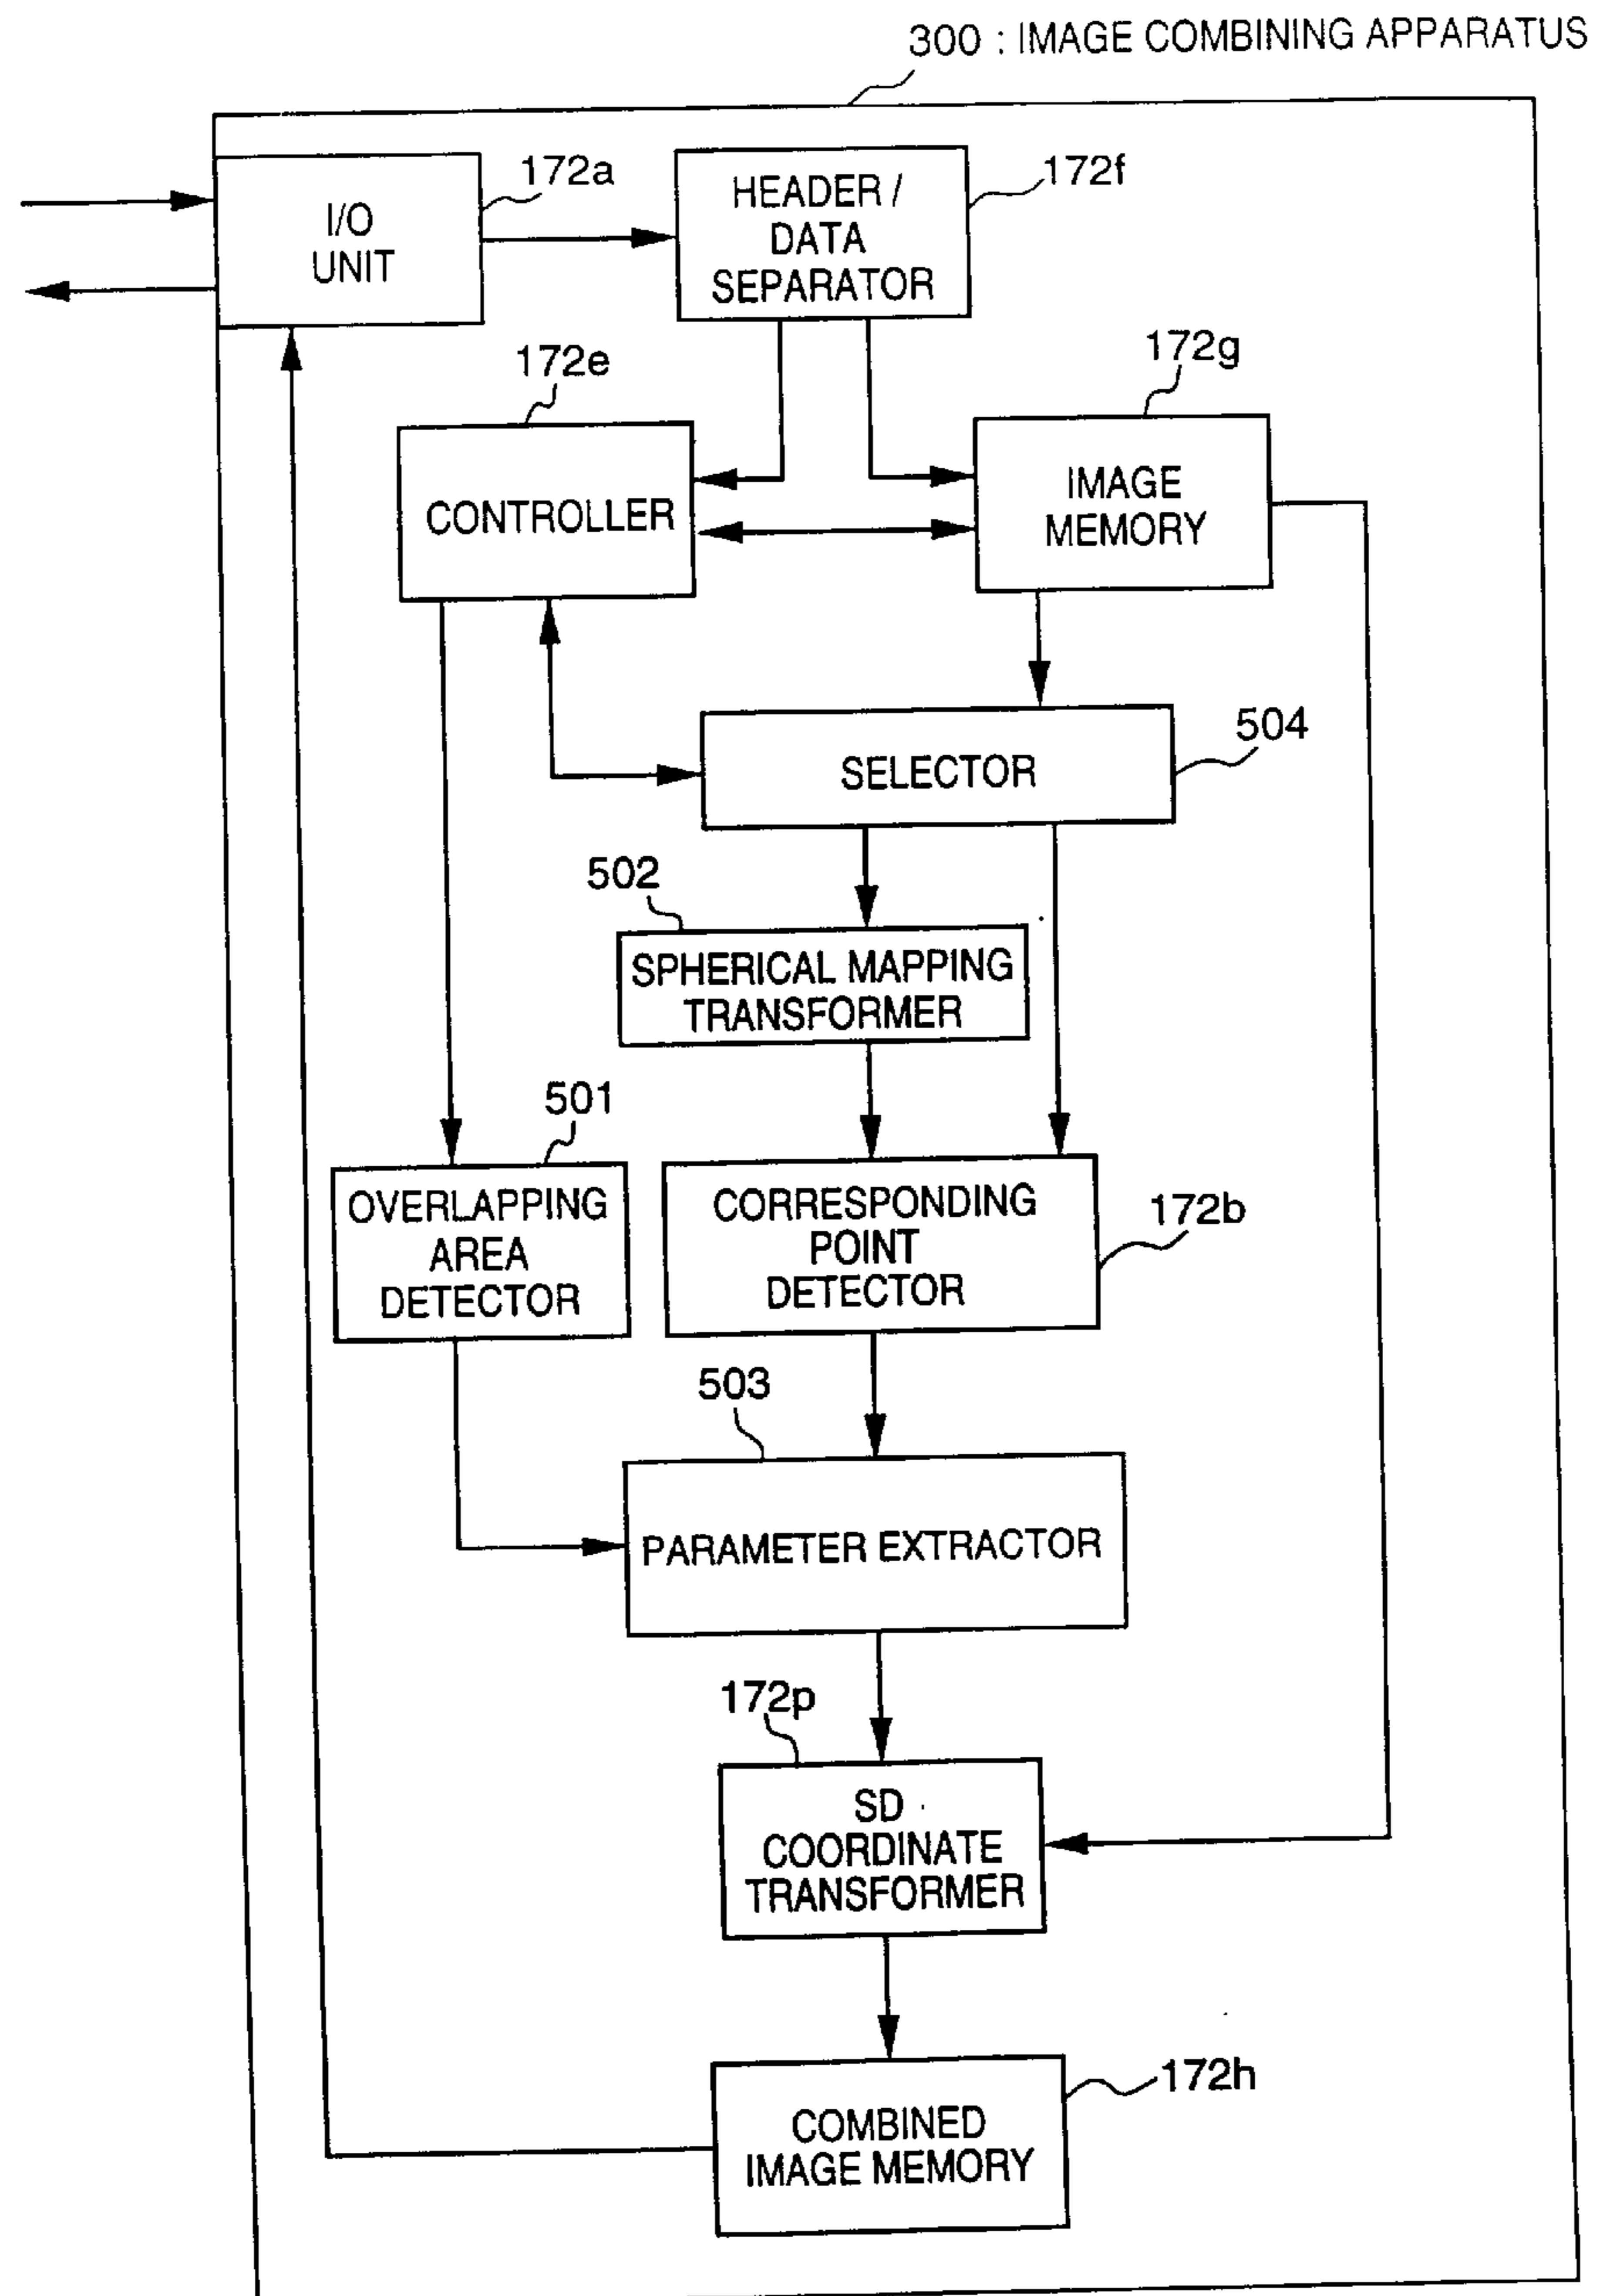 300 : IMAGE COMBINING APPARATUS
172a
I/O
UNIT
172f
HEADER /
DATA
SEPARATOR
172e
CONTROLLER
172g
IMAGE
MEMORY
504
SELECTOR
502
SPHERICAL MAPPING
TRANSFORMER
501
OVERLAPPING
AREA
DETECTOR
CORRESPONDING
POINT
DETECTOR
172b
503
PARAMETER EXTRACTOR
172p
SD
COORDINATE
TRANSFORMER
172h
COMBINED
IMAGE MEMORY